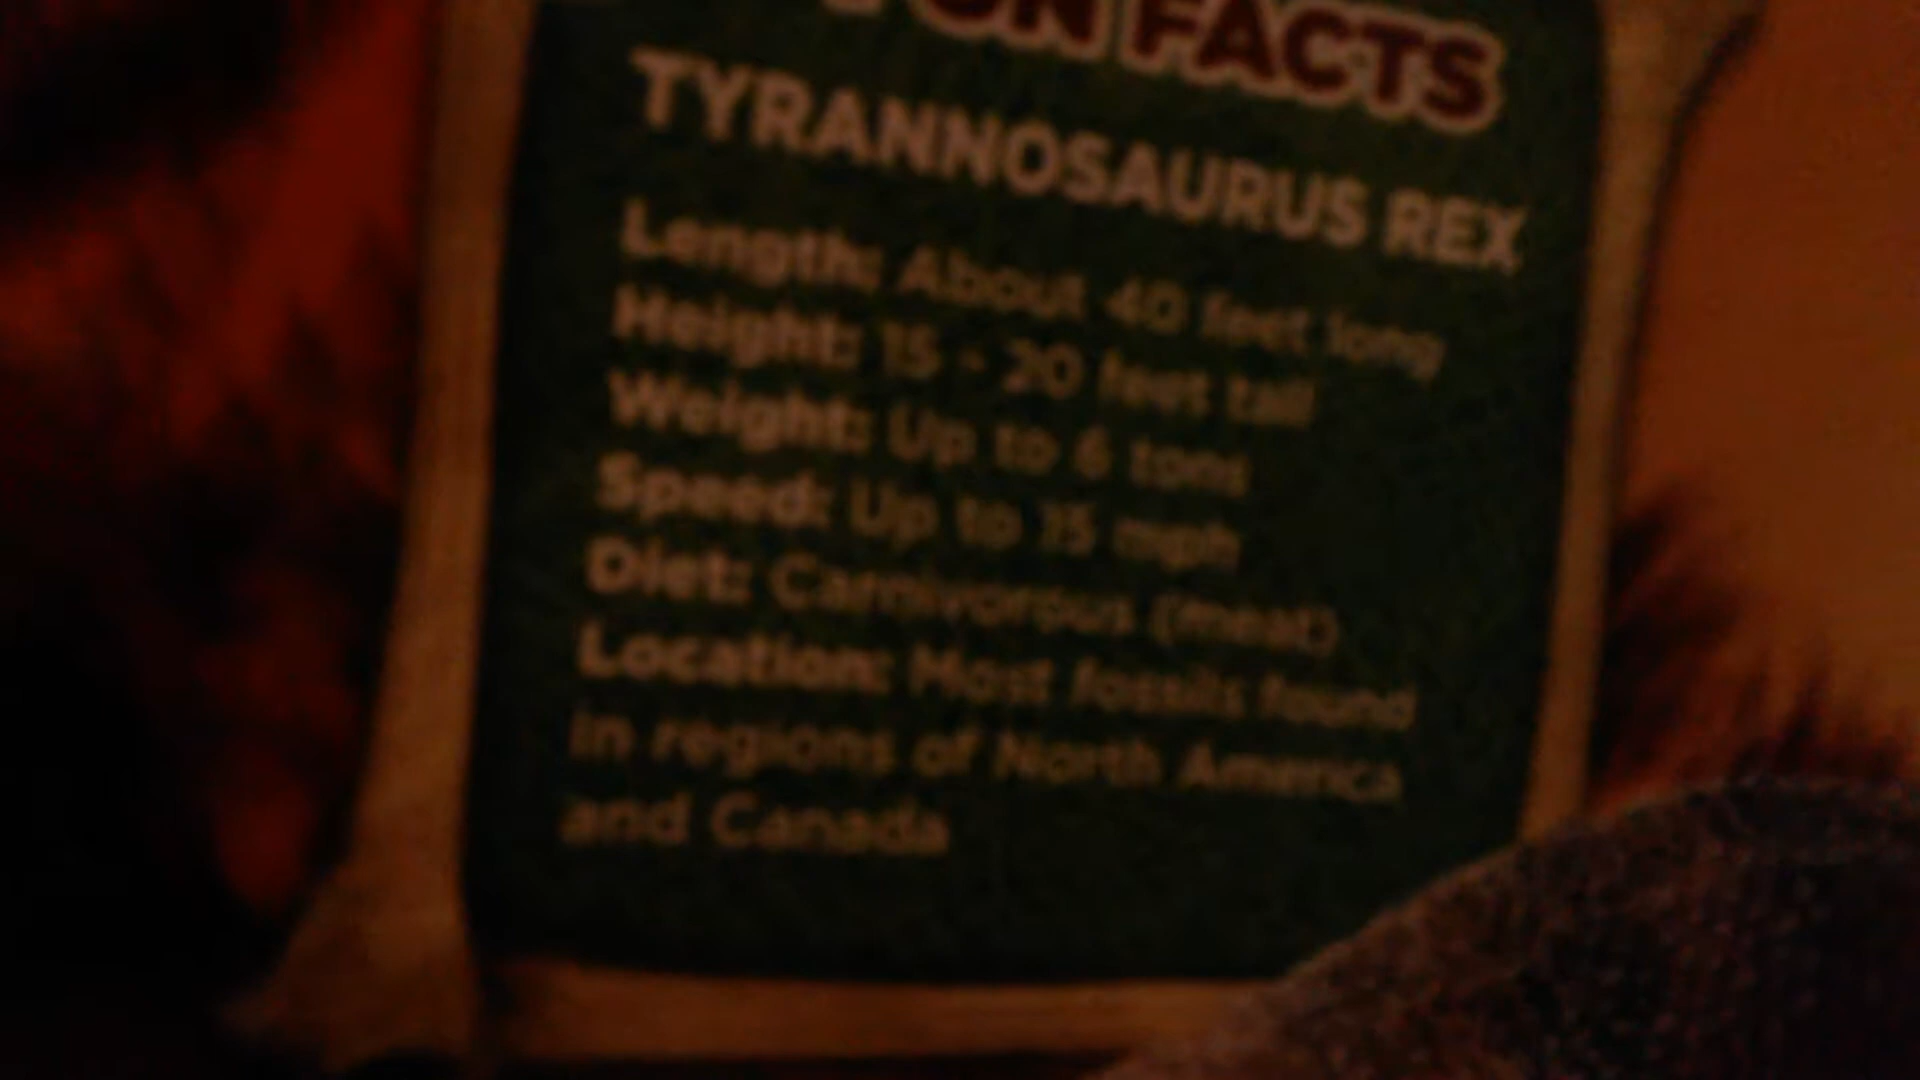 FUN FACTS
TYRANNOSAURUS REX
Length: About 40 feet long
Height: 15 - 20 feet tall
Weight: Up to 6 tons
Speed: Up to 15 mph
Diet: Carnivorous (meat)
Location: Most fossils found
in regions of North America
and Canada